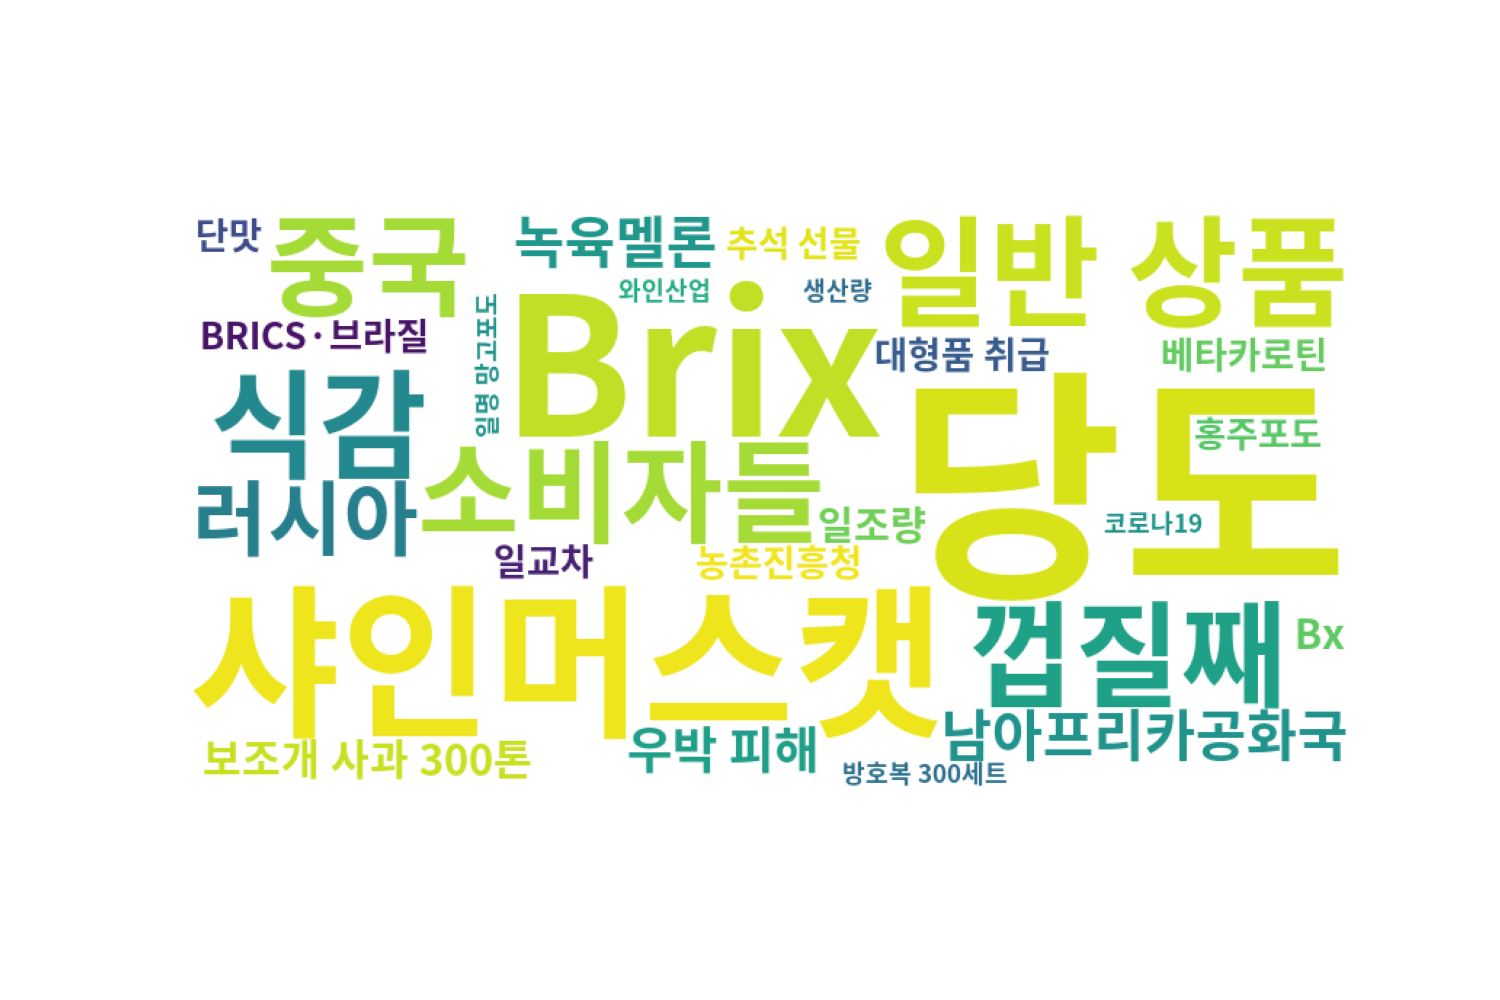 단맛
중국
녹육멜론
추석 선물
일반 상품
와인산업
생산량
BRICS·브라질
일명 망고포도
Brix
대형품 취급
베타카로틴
식감
당도
홍주포도
러시아
소비자들
일조량
코로나19
일교차
농촌진흥청
샤인머스캣
껍질째
Bx
보조개 사과 300톤
우박 피해
남아프리카공화국
방호복 300세트